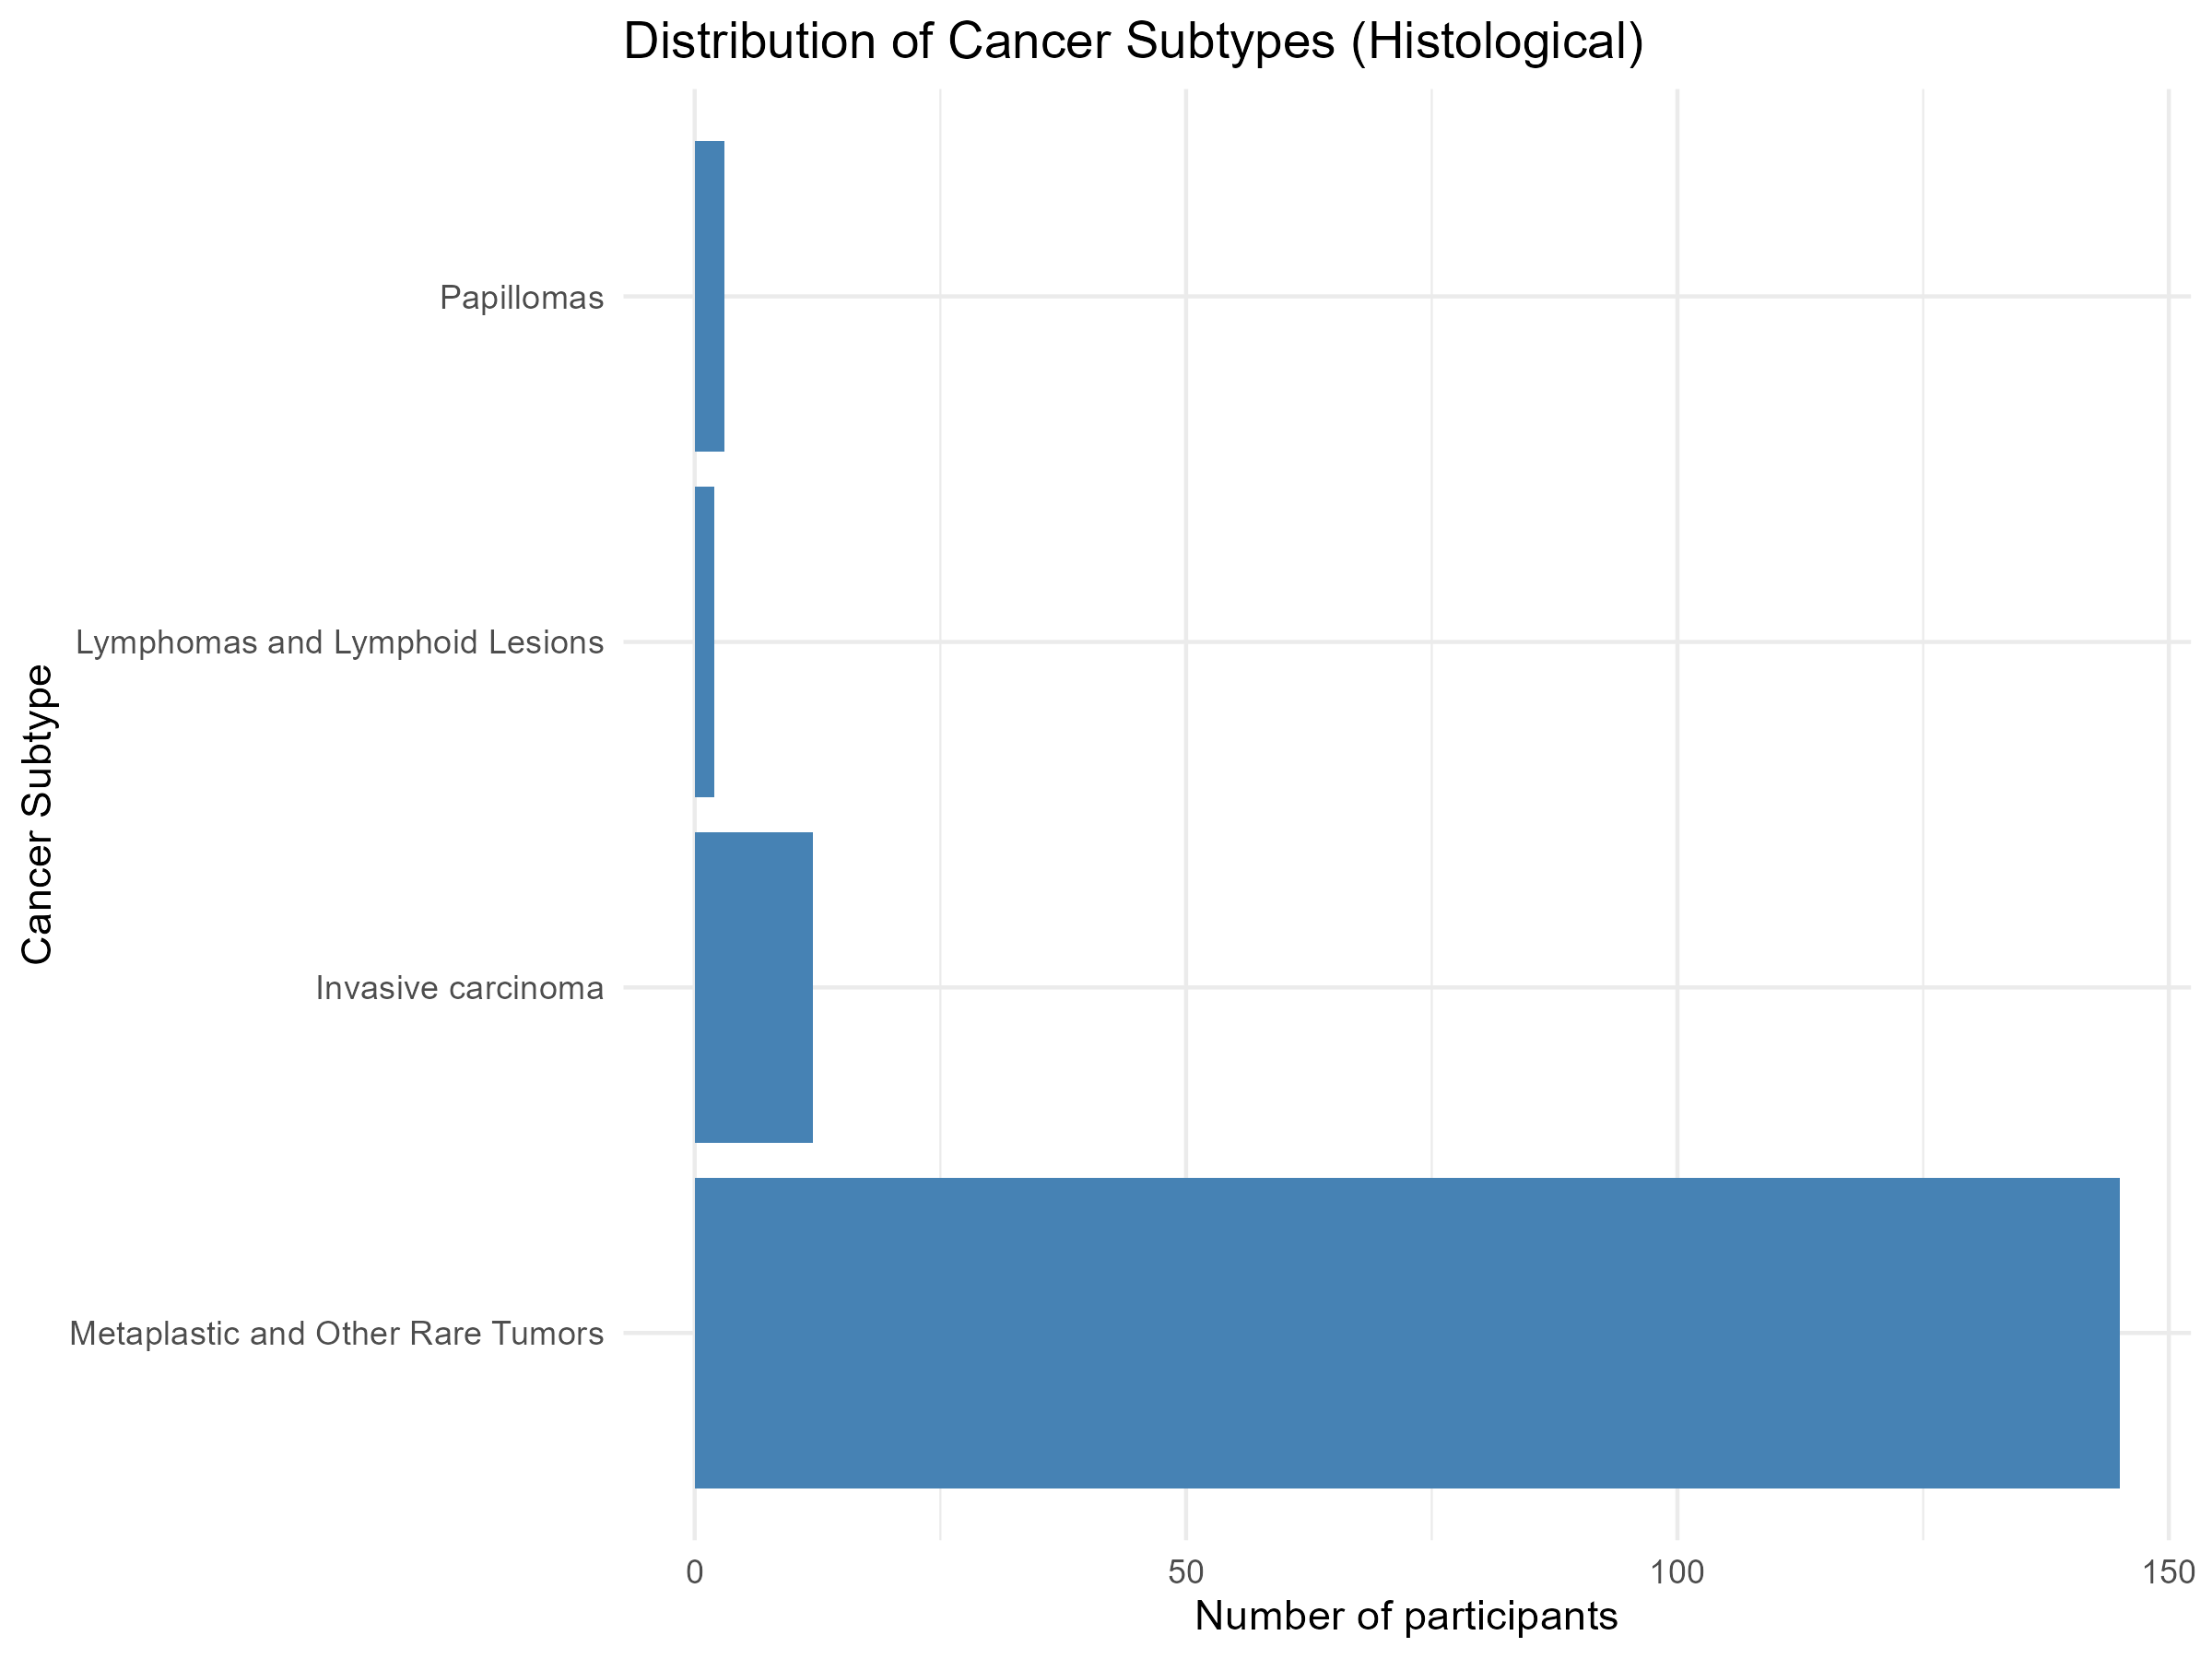 Distribution of Cancer Subtypes (Histological)
Cancer Subtype
Papillomas
Lymphomas and Lymphoid Lesions
Invasive carcinoma
Metaplastic and Other Rare Tumors
0 50 100 150
Number of participants